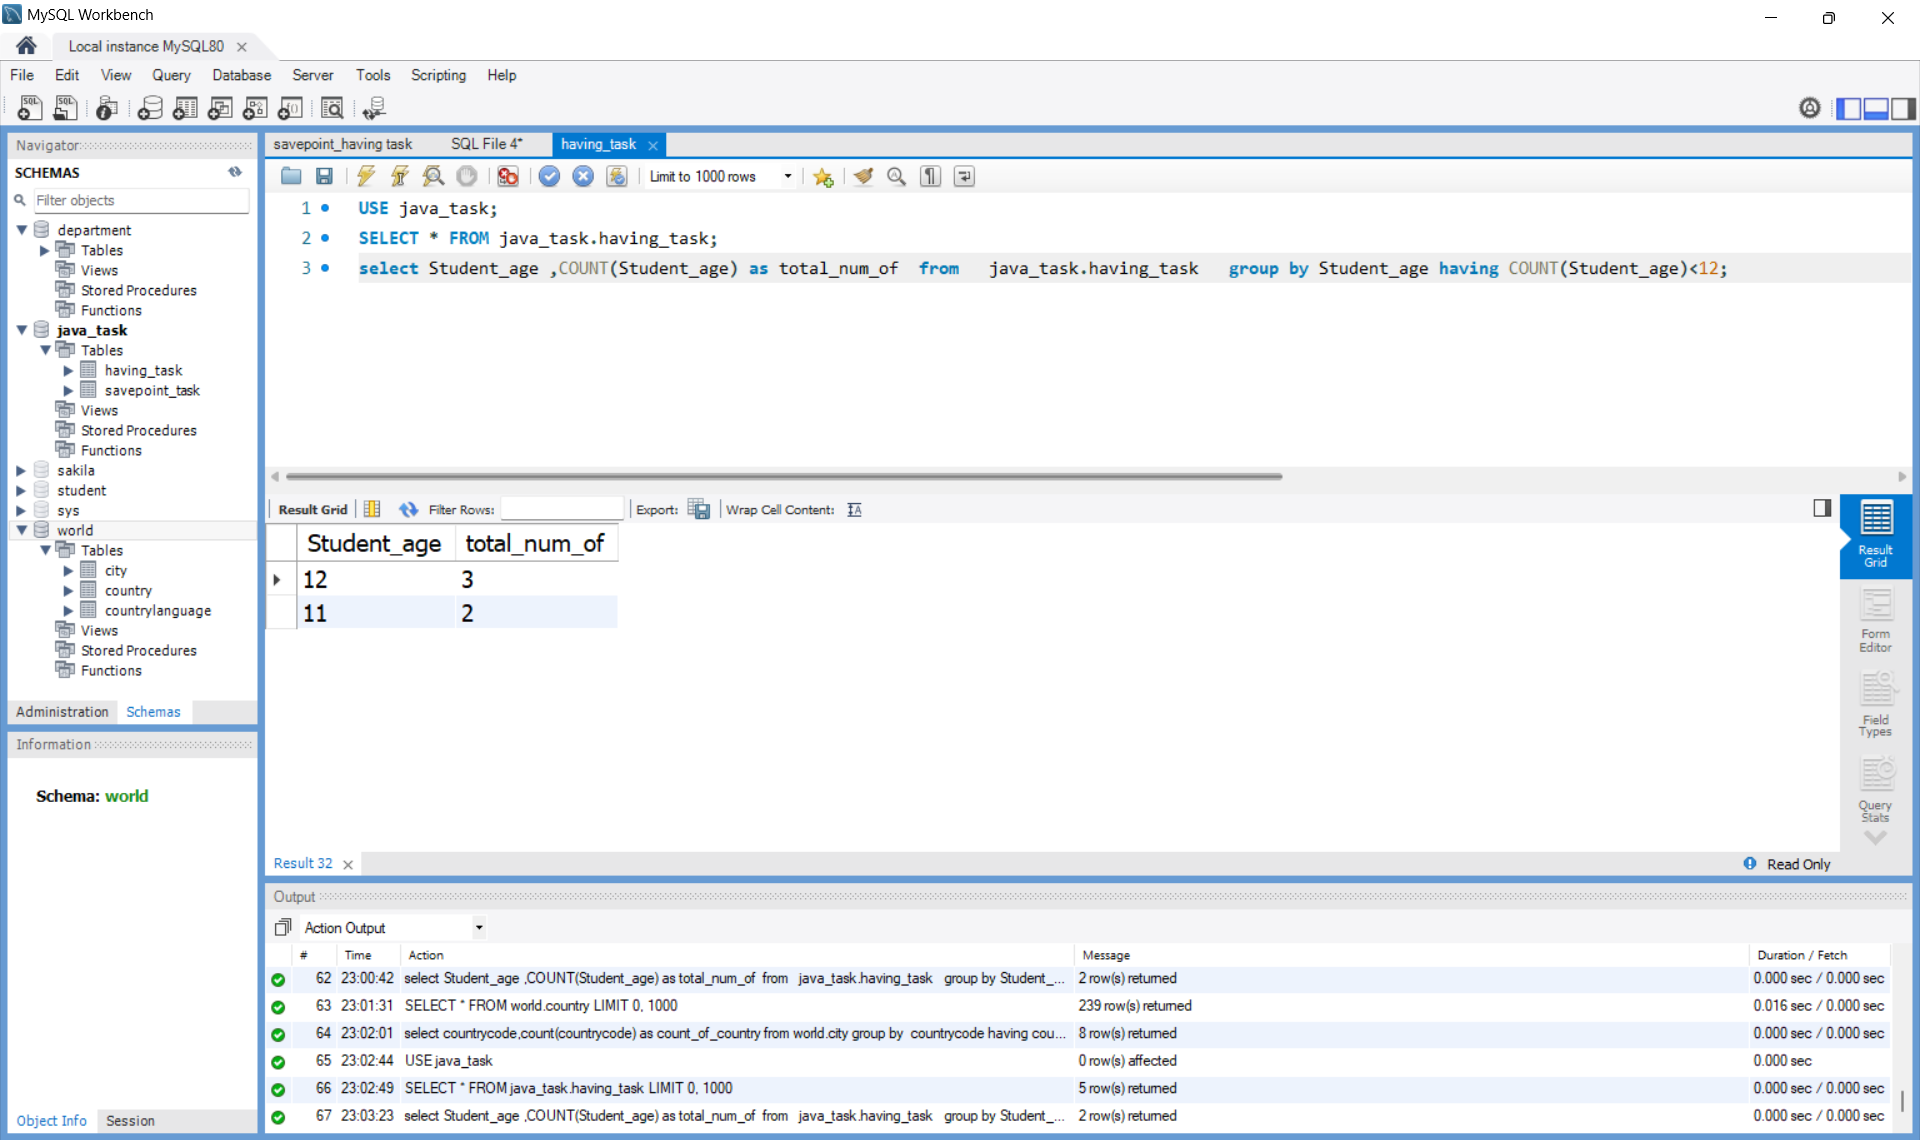 MySQL Workbench
Local instance MySQL80
File Edit View Query Database Server Tools Scripting Help
Navigator
SCHEMAS
Filter objects
department
Tables
Views
Stored Procedures
Functions
java_task
Tables
having_task
savepoint_task
Views
Stored Procedures
Functions
sakila
student
sys
world
Tables
city
country
countrylanguage
Views
Stored Procedures
Functions
Administration Schemas
Information
Schema: world
Object Info Session
savepoint_having task SQL File 4* having_task
Limit to 1000 rows
1 USE java_task;
2 SELECT * FROM java_task.having_task;
3 select Student_age ,COUNT(Student_age) as total_num_of from java_task.having_task group by Student_age having COUNT(Student_age)<12;
Result Grid Filter Rows: Export: Wrap Cell Content:
Student_age total_num_of
12 3
11 2
Result Grid
Form Editor
Field Types
Query Stats
Result 32 Read Only
Output
Action Output
# Time Action Message Duration / Fetch
62 23:00:42 select Student_age ,COUNT(Student_age) as total_num_of from java_task.having_task group by Student_... 2 row(s) returned 0.000 sec / 0.000 sec
63 23:01:31 SELECT * FROM world.country LIMIT 0, 1000 239 row(s) returned 0.016 sec / 0.000 sec
64 23:02:01 select countrycode,count(countrycode) as count_of_country from world.city group by countrycode having cou... 8 row(s) returned 0.000 sec / 0.000 sec
65 23:02:44 USE java_task 0 row(s) affected 0.000 sec
66 23:02:49 SELECT * FROM java_task.having_task LIMIT 0, 1000 5 row(s) returned 0.000 sec / 0.000 sec
67 23:03:23 select Student_age ,COUNT(Student_age) as total_num_of from java_task.having_task group by Student_... 2 row(s) returned 0.000 sec / 0.000 sec